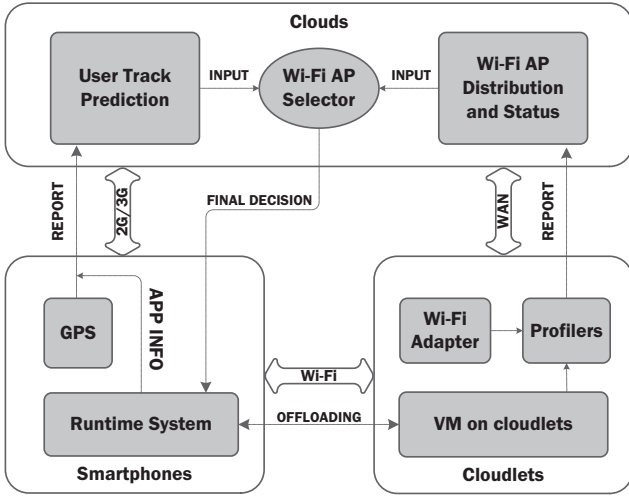 Clouds
User Track
Prediction
INPUT
Wi-Fi AP
Selector
INPUT
Wi-Fi AP
Distribution
and Status
REPORT
2G/3G
FINAL DECISION
WAN
REPORT
GPS
APP INFO
Wi-Fi
Adapter
Profilers
Wi-Fi
Runtime System
OFFLOADING
VM on cloudlets
Smartphones
Cloudlets